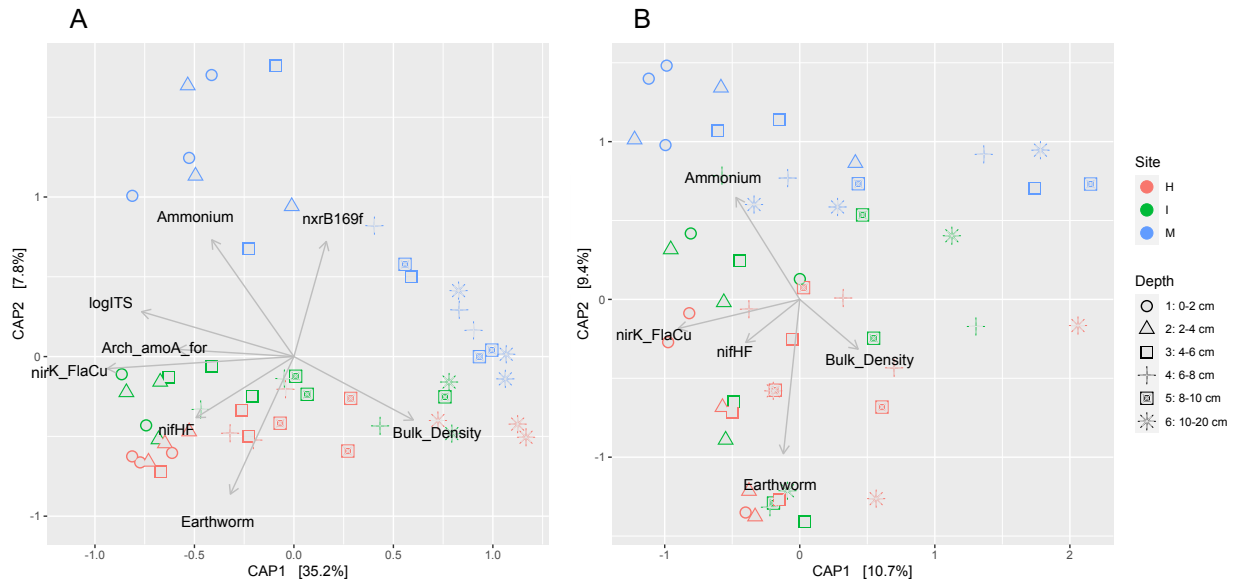 A
B
CAP2 [7.8%]
1
0
-1
Ammonium
nxrB169f
logITS
Arch_amoA_for
nirK_FlaCu
nifHF
Bulk_Density
Earthworm
-1.0
-0.5
0.0
0.5
1.0
CAP1 [35.2%]
CAP2 [9.4%]
1
0
-1
Ammonium
nirK_FlaCu
nifHF
Bulk_Density
Earthworm
-1
0
1
2
CAP1 [10.7%]
Site
H
I
M
Depth
1: 0-2 cm
2: 2-4 cm
3: 4-6 cm
4: 6-8 cm
5: 8-10 cm
6: 10-20 cm